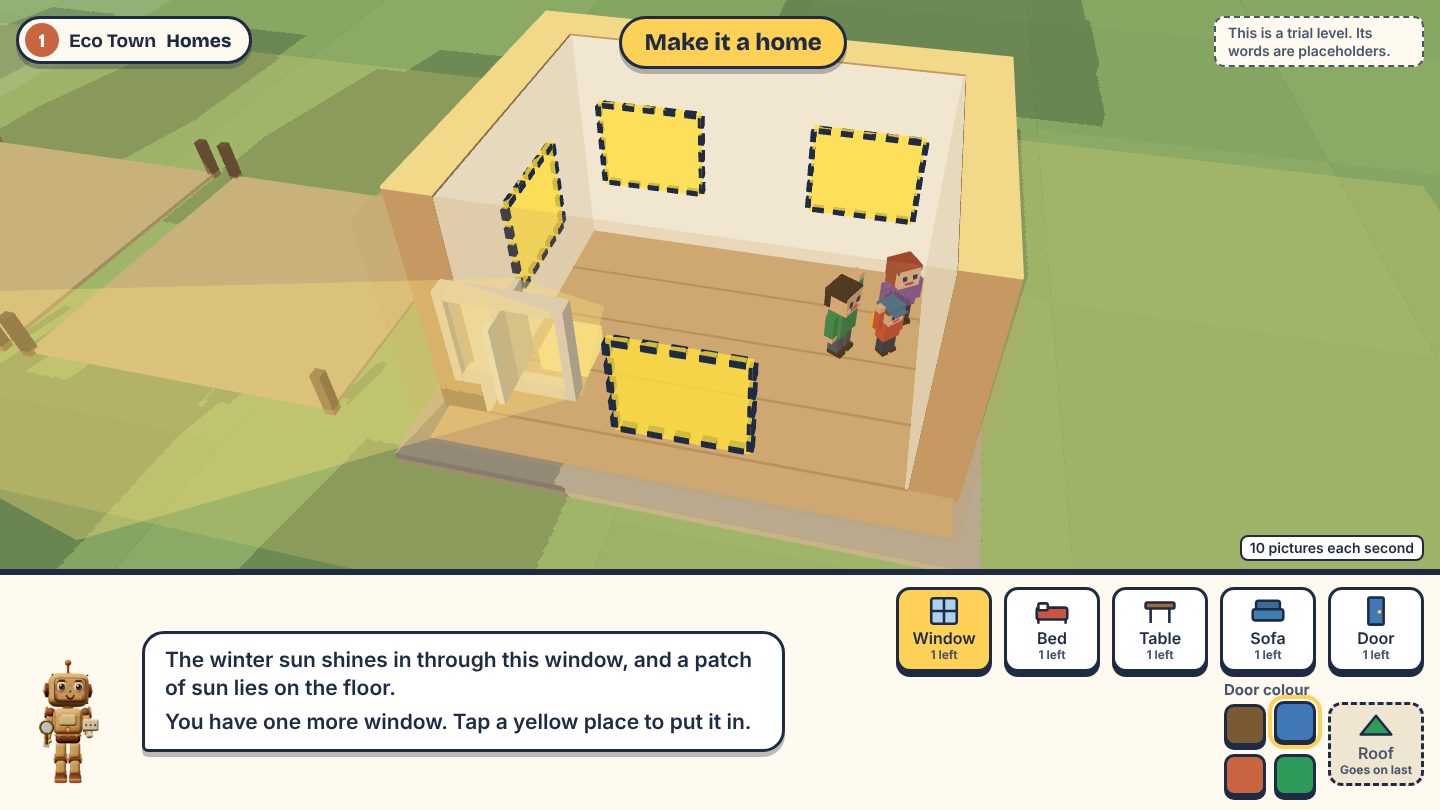 1 Eco Town Homes
Make it a home
This is a trial level. Its
words are placeholders.
10 pictures each second
The winter sun shines in through this window, and a patch
of sun lies on the floor.
You have one more window. Tap a yellow place to put it in.
Window
1 left
Bed
1 left
Table
1 left
Sofa
1 left
Door
1 left
Door colour
Roof
Goes on last